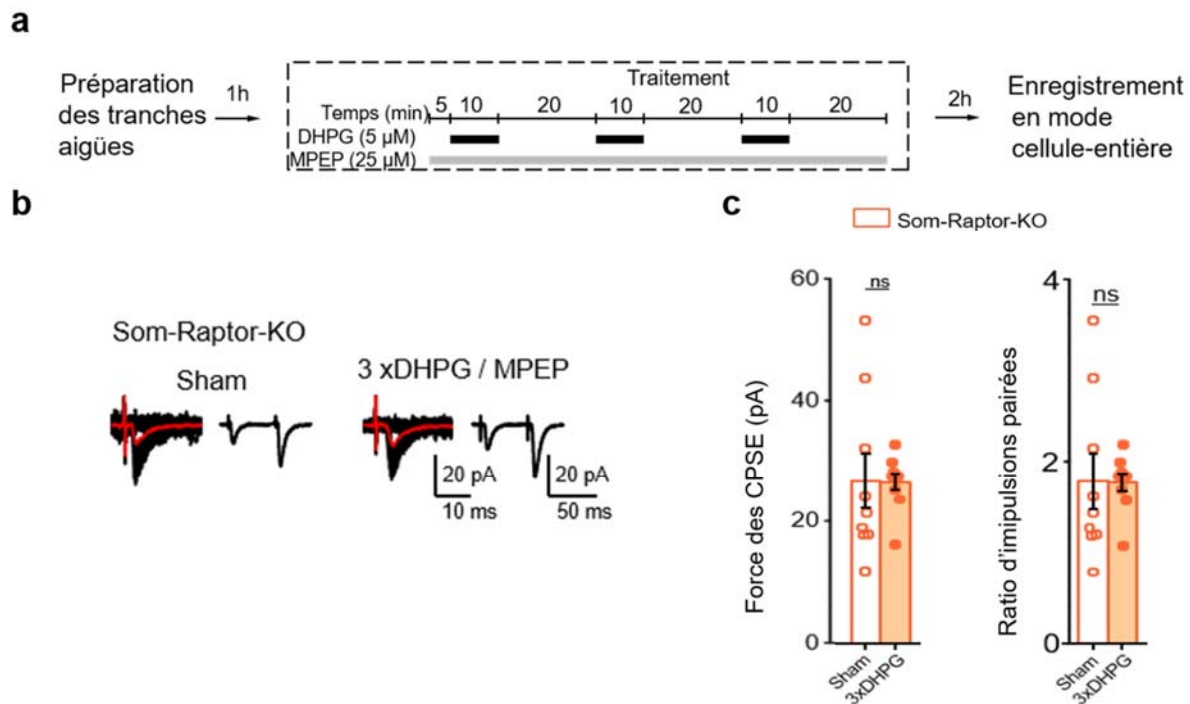 a
Préparation
des tranches
aigües
1h
Traitement
Temps (min)
5 10 20 10 20 10 20
DHPG (5 µM)
MPEP (25 µM)
2h
Enregistrement
en mode
cellule-entière
b
Som-Raptor-KO
Sham
3 xDHPG / MPEP
20 pA
10 ms
20 pA
50 ms
c
Som-Raptor-KO
Force des CPSE (pA)
60
40
20
0
ns
Sham
3xDHPG
Ratio d'imipulsions pairées
4
2
0
ns
Sham
3xDHPG